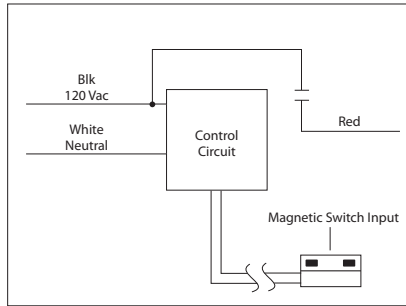 Blk
120 Vac
White
Neutral
Control
Circuit
Red
Magnetic Switch Input